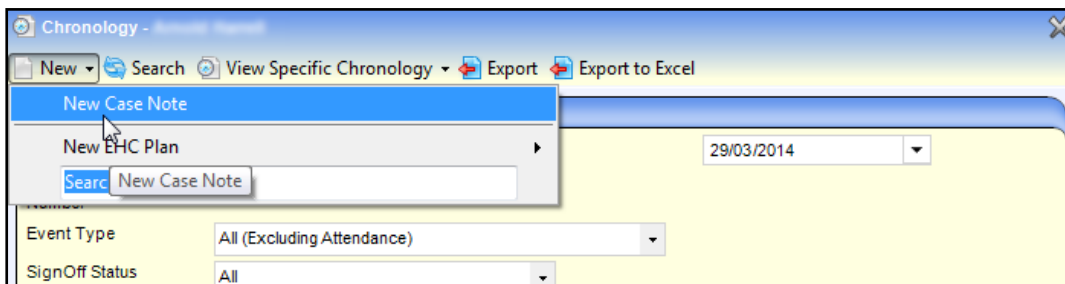 Chronology -
New Search View Specific Chronology Export Export to Excel
New Case Note
New EHC Plan
29/03/2014
Searc New Case Note
Number
Event Type All (Excluding Attendance)
SignOff Status All